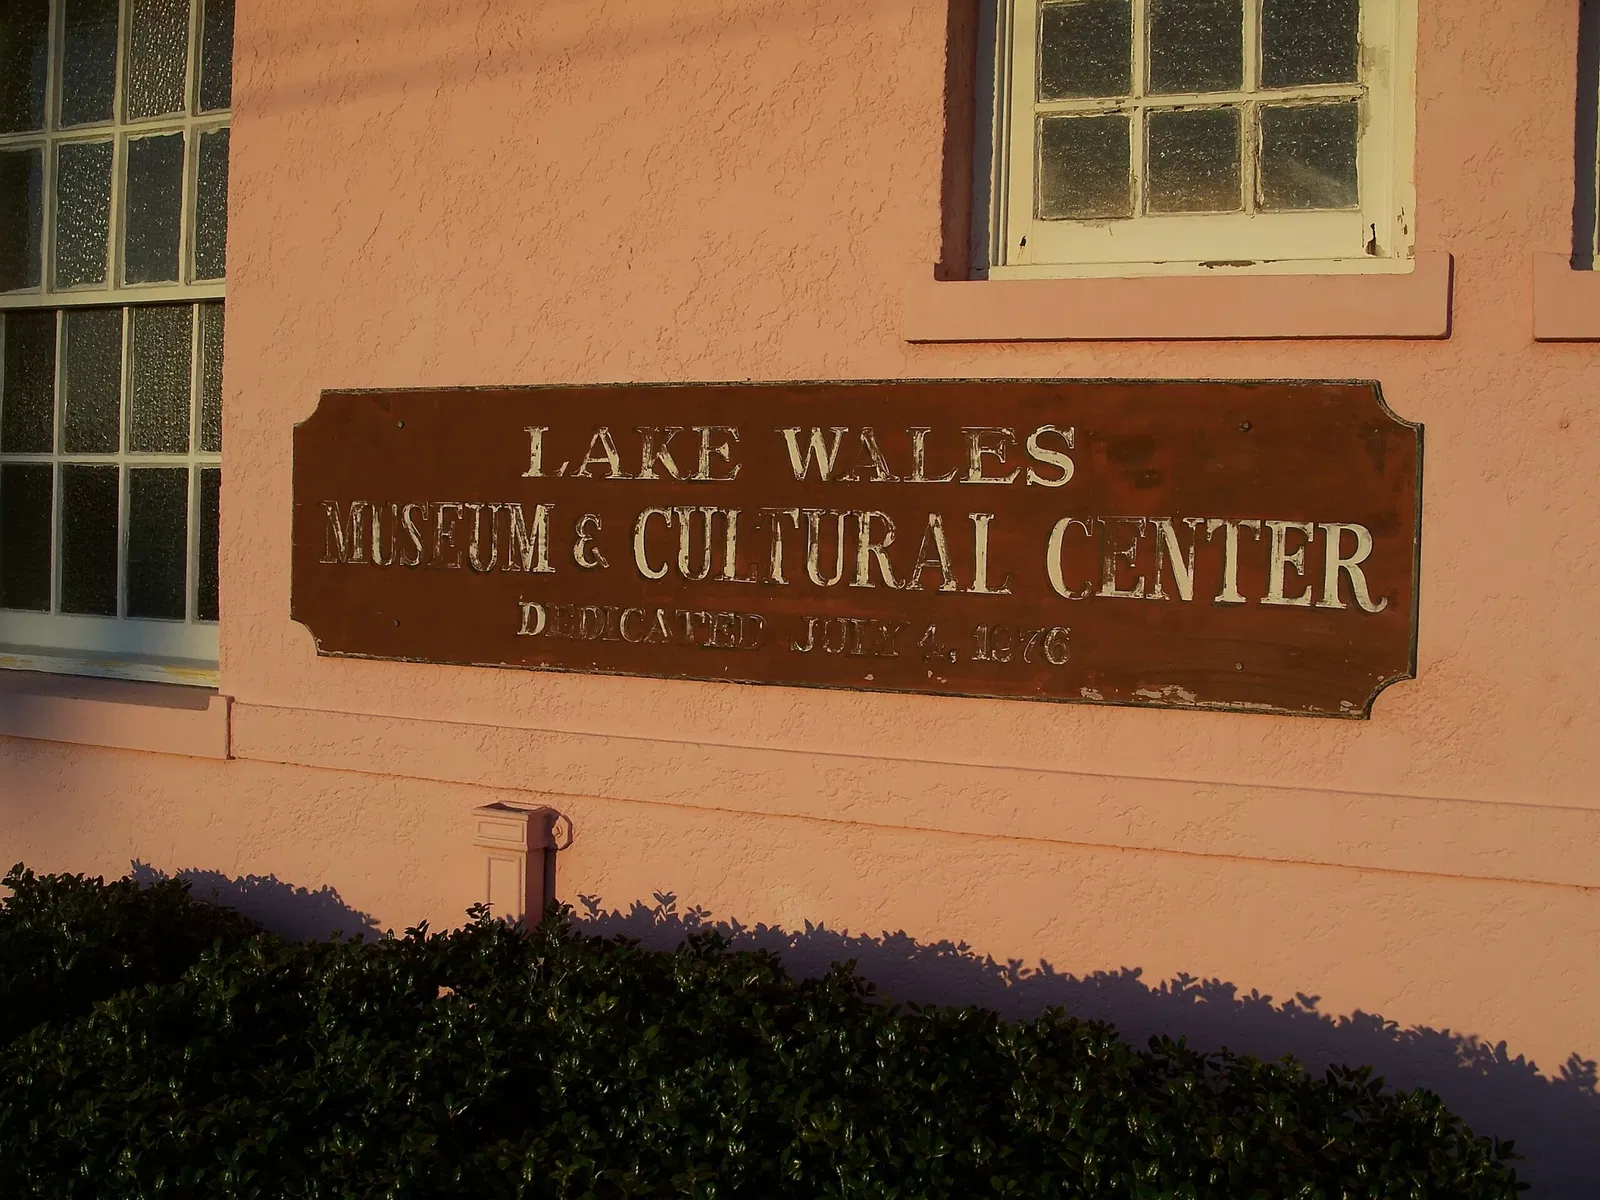 LAKE WALES
MUSEUM & CULTURAL CENTER
DEDICATED JULY 4, 1976